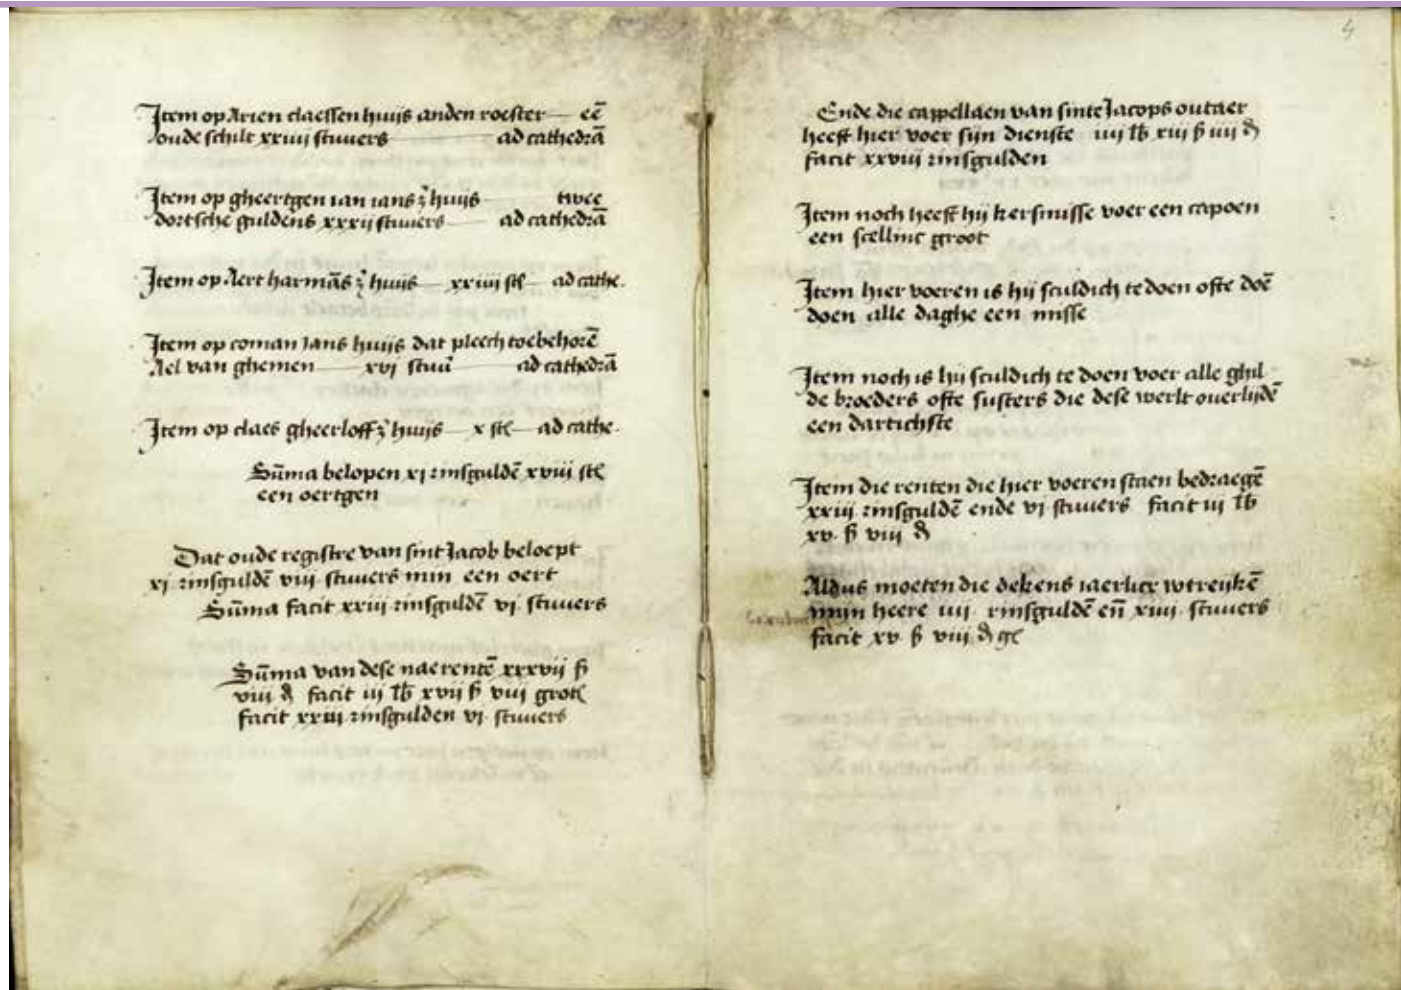 Item op Arien claessen huijs anden roester eē
oude schilt xxiiij stuuers ad cathedrā
Item op gheertgen ian ians z huijs twee
dortsche guldens xxxij stuuers ad cathedrā
Item op Aert harmās z huijs xxiiij st ad cathe.
Item op coman ians huijs dat pleech toebehorē
Ael van ghemen xvj stuū ad cathedrā
Item op claes gheerloff z huijs x st ad cathe.
Sūma belopen xj rinsguldē xviij st
een oertgen
Dat oude registre van sint Jacob beloept
xj rinsguldē viij stuuers min een oert
Sūma facit xxiij rinsguldē vj stuuers
Sūma van dese naerentē xxxvij ß
viij ₰ facit iij lb xvij ß viij grot
facit xxiij rinsgulden vj stuuers
4
Ende die cappellaen van sinte Jacops outaer
heeft hier voer sijn dienste iiij lb xiij ß iiij ₰
facit xxviij rinsgulden
Item noch heeft hij kersmisse voer een capoen
een scellinc groot
Item hier voeren is hij sculdich te doen ofte doē
doen alle daghe een misse
Item noch is hij sculdich te doen voer alle ghil
de broeders ofte susters die dese werlt ouerlijdē
een dartichste
Item die renten die hier voeren staen bedraegē
xxiij rinsguldē ende vj stuuers facit iij lb
xv ß viij ₰
Aldus moeten die dekens iaerlicx wtreijkē
mijn heere iiij rinsguldē eñ xiiij stuuers
facit xv ß viij ₰ g